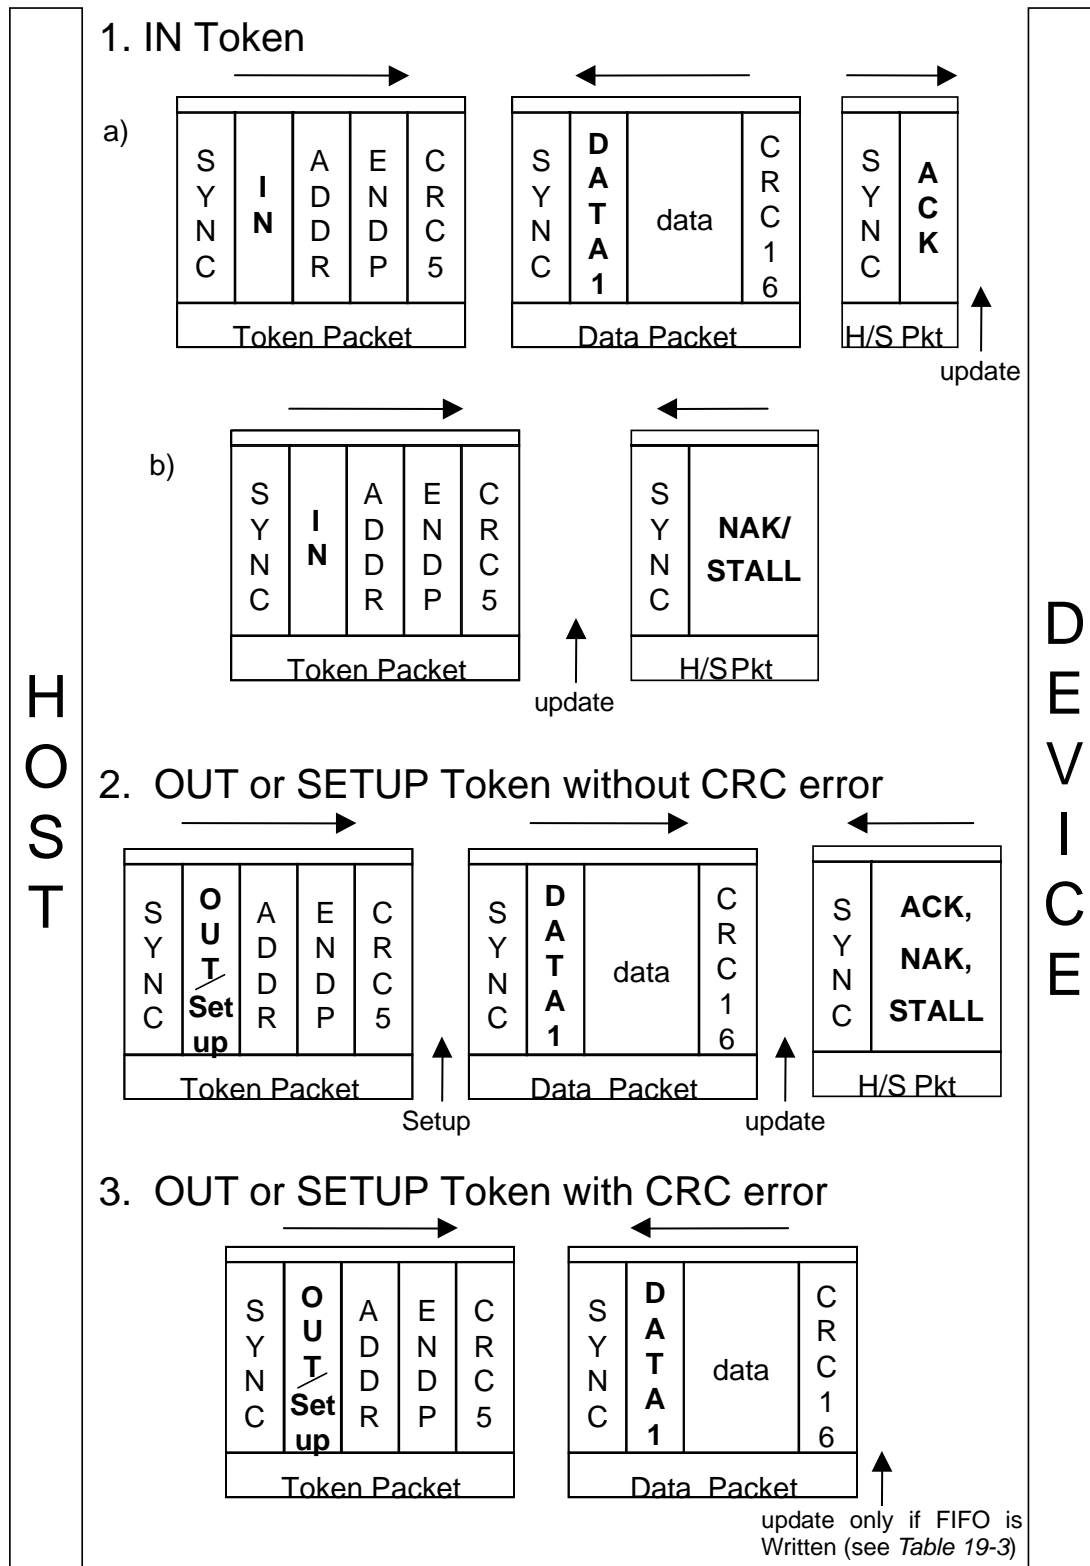 HOST
DEVICE
1. IN Token
a)
SYNC
IN
ADDR
ENDP
CRC5
Token Packet
SYNC
DATA1
data
CRC16
Data Packet
SYNC
ACK
H/S Pkt
update
b)
SYNC
IN
ADDR
ENDP
CRC5
Token Packet
update
SYNC
NAK/
STALL
H/S Pkt
2. OUT or SETUP Token without CRC error
SYNC
OUT/
Set
up
ADDR
ENDP
CRC5
Token Packet
Setup
SYNC
DATA1
data
CRC16
Data Packet
update
SYNC
ACK,
NAK,
STALL
H/S Pkt
3. OUT or SETUP Token with CRC error
SYNC
OUT/
Set
up
ADDR
ENDP
CRC5
Token Packet
SYNC
DATA1
data
CRC16
Data Packet
update only if FIFO is
Written (see Table 19-3)